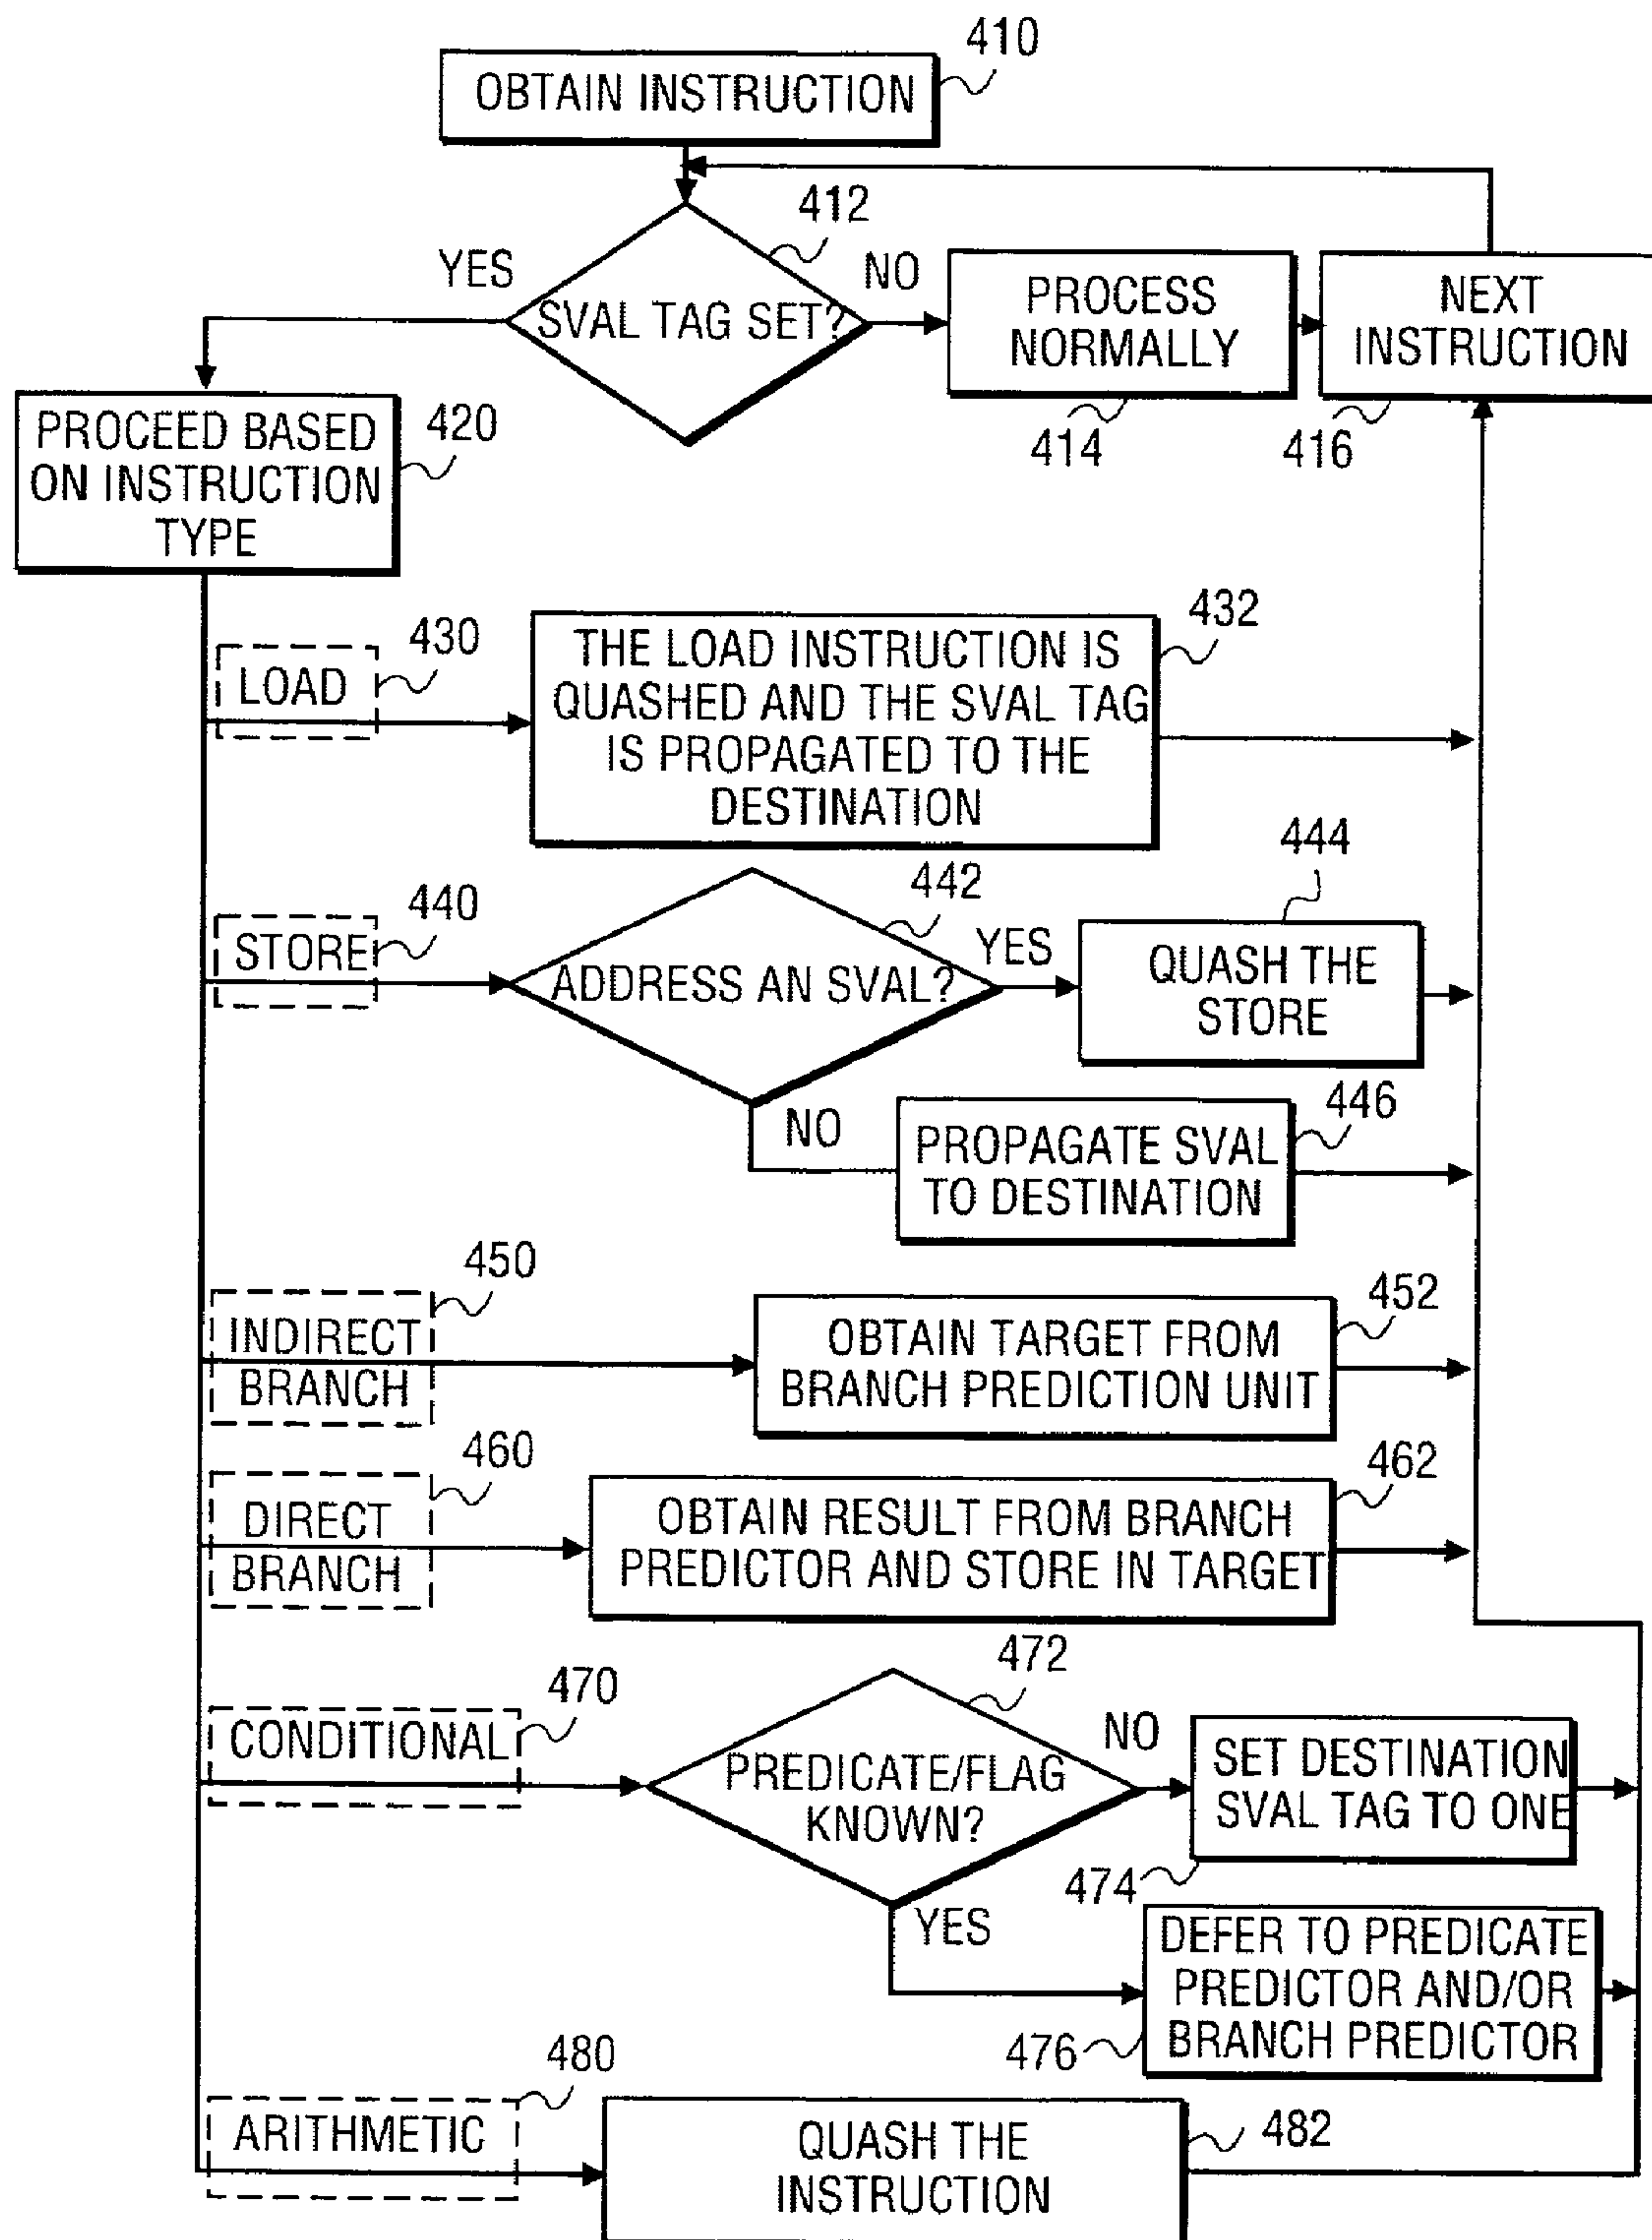 410
OBTAIN INSTRUCTION
412
YES
NO
SVAL TAG SET?
PROCESS
NORMALLY
NEXT
INSTRUCTION
414
416
PROCEED BASED
ON INSTRUCTION
TYPE
420
430
LOAD
432
THE LOAD INSTRUCTION IS
QUASHED AND THE SVAL TAG
IS PROPAGATED TO THE
DESTINATION
440
STORE
442
ADDRESS AN SVAL?
YES
444
QUASH THE
STORE
NO
446
PROPAGATE SVAL
TO DESTINATION
450
INDIRECT
BRANCH
452
OBTAIN TARGET FROM
BRANCH PREDICTION UNIT
460
DIRECT
BRANCH
462
OBTAIN RESULT FROM BRANCH
PREDICTOR AND STORE IN TARGET
470
CONDITIONAL
472
PREDICATE/FLAG
KNOWN?
NO
SET DESTINATION
SVAL TAG TO ONE
474
YES
DEFER TO PREDICATE
PREDICTOR AND/OR
BRANCH PREDICTOR
476
480
ARITHMETIC
QUASH THE
INSTRUCTION
482